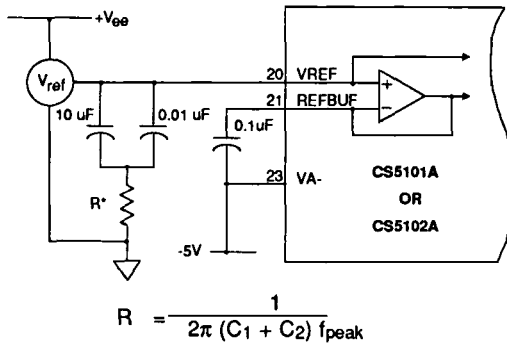 +Vee
Vref
10 uF
0.01 uF
R*
20 VREF
21 REFBUF
0.1uF
23 VA-
-5V
+
−
CS5101A
OR
CS5102A
R = 1 / 2π (C1 + C2) fpeak